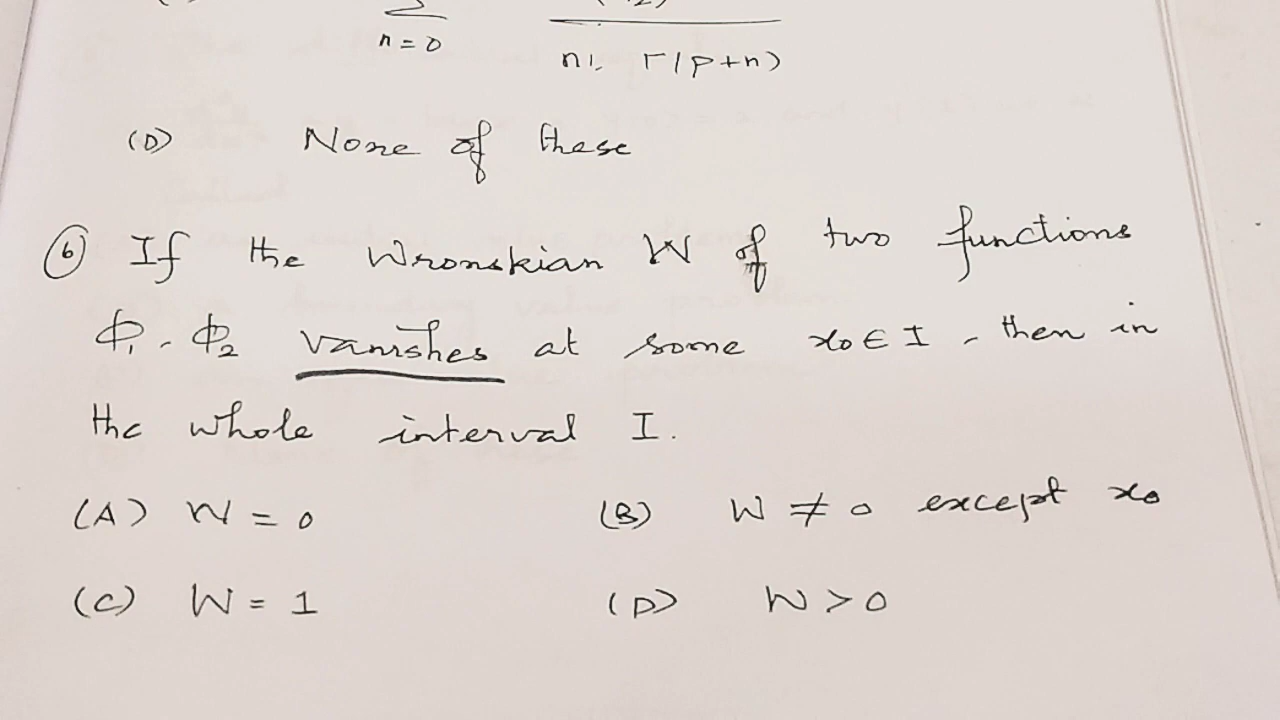 Σ
n = 0
n! Γ(p+n)
(D) None of these
⑥ If the Wronskian W of two functions
Φ₁, Φ₂ vanishes at some x₀ ∈ I, then in
the whole interval I.
(A) W = 0 (B) W ≠ 0 except x₀
(C) W = 1 (D) W > 0